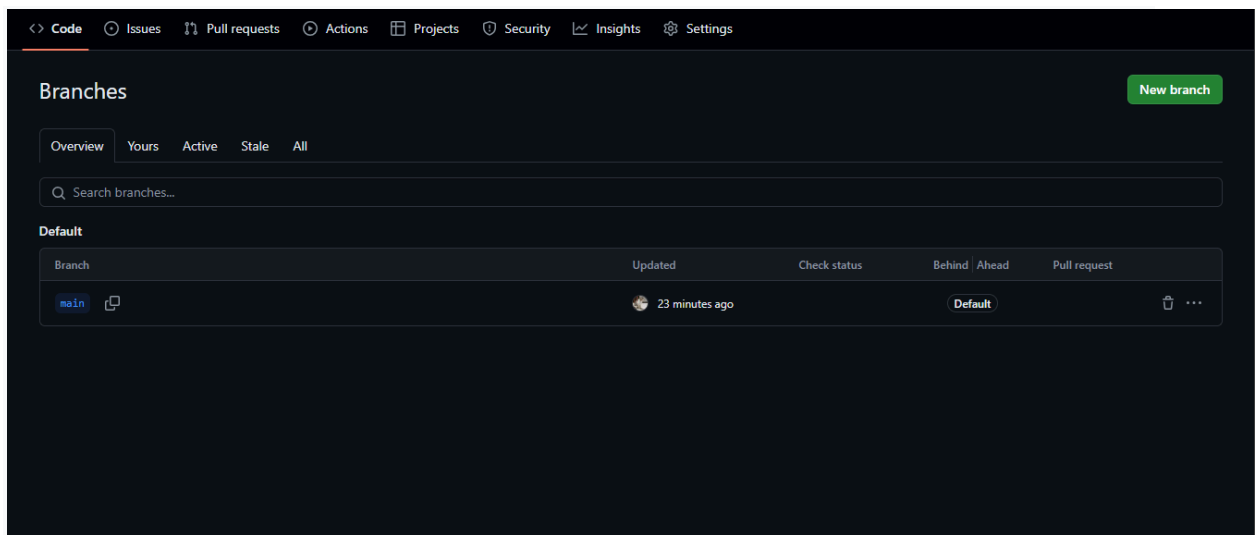 Code Issues Pull requests Actions Projects Security Insights Settings
Branches
New branch
Overview Yours Active Stale All
Search branches...
Default
Branch Updated Check status Behind Ahead Pull request
main 23 minutes ago Default